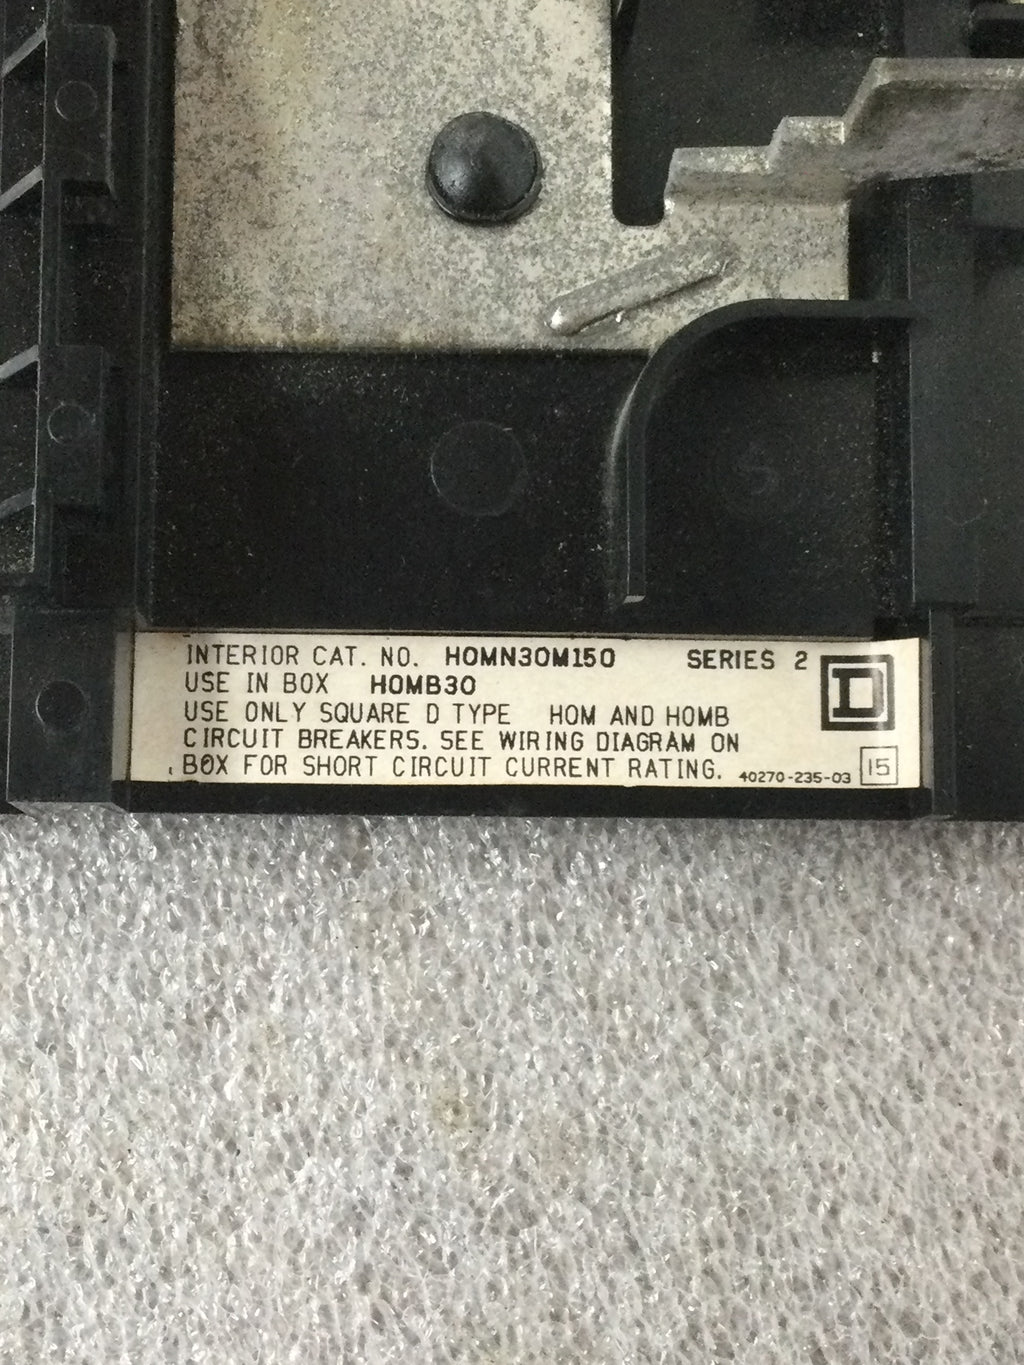 INTERIOR CAT. NO. HOMN30M150 SERIES 2
USE IN BOX HOMB30
USE ONLY SQUARE D TYPE HOM AND HOMB
CIRCUIT BREAKERS. SEE WIRING DIAGRAM ON
BOX FOR SHORT CIRCUIT CURRENT RATING. 40270-235-03 15
D